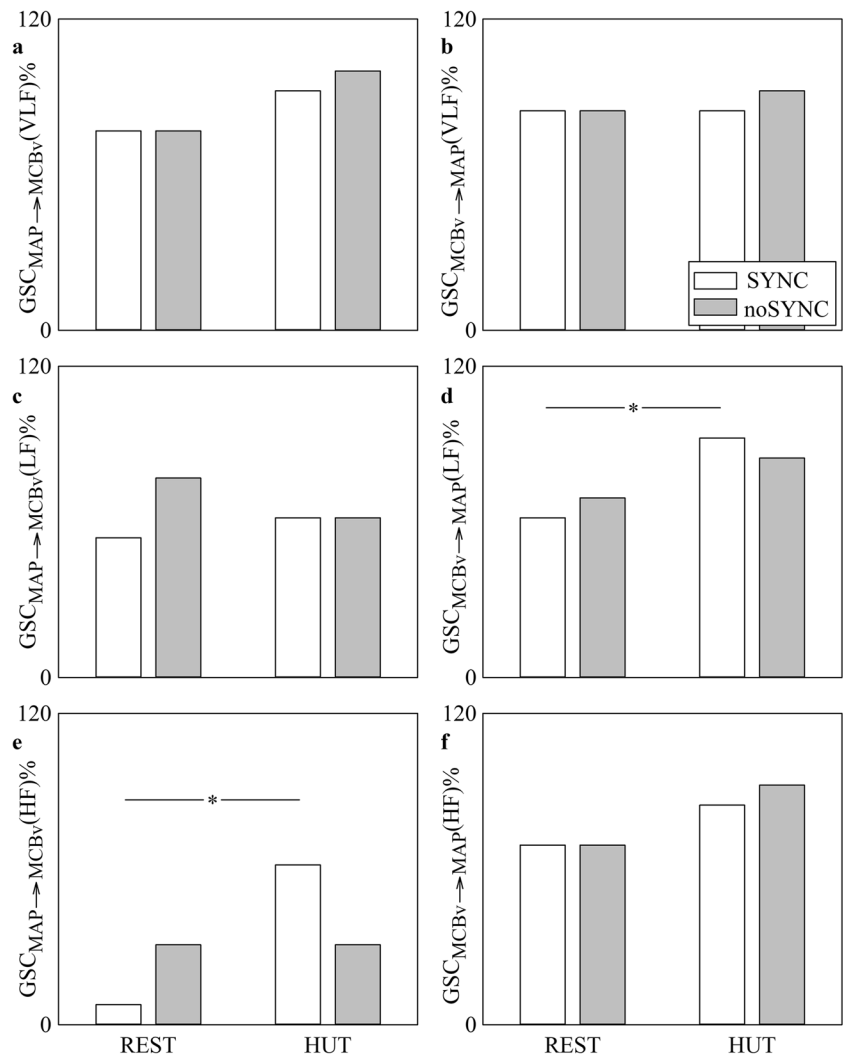 120
a
GSCMAP→MCBv(VLF)%
0
120
b
GSCMCBv→MAP(VLF)%
0
SYNC
noSYNC
120
c
GSCMAP→MCBv(LF)%
0
120
d
GSCMCBv→MAP(LF)%
0
*
120
e
GSCMAP→MCBv(HF)%
0
*
REST HUT
120
f
GSCMCBv→MAP(HF)%
0
REST HUT